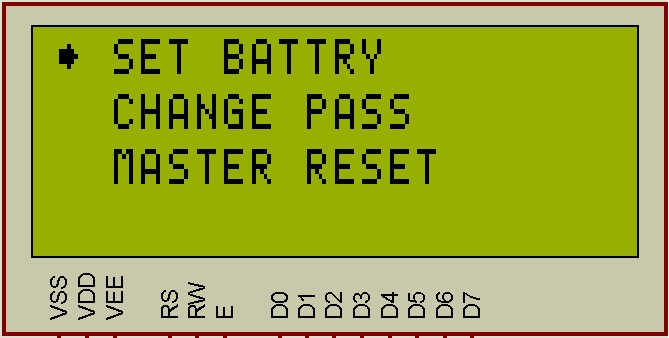 SET BATTRY
CHANGE PASS
MASTER RESET
VSS VDD VEE RS RW E D0 D1 D2 D3 D4 D5 D6 D7